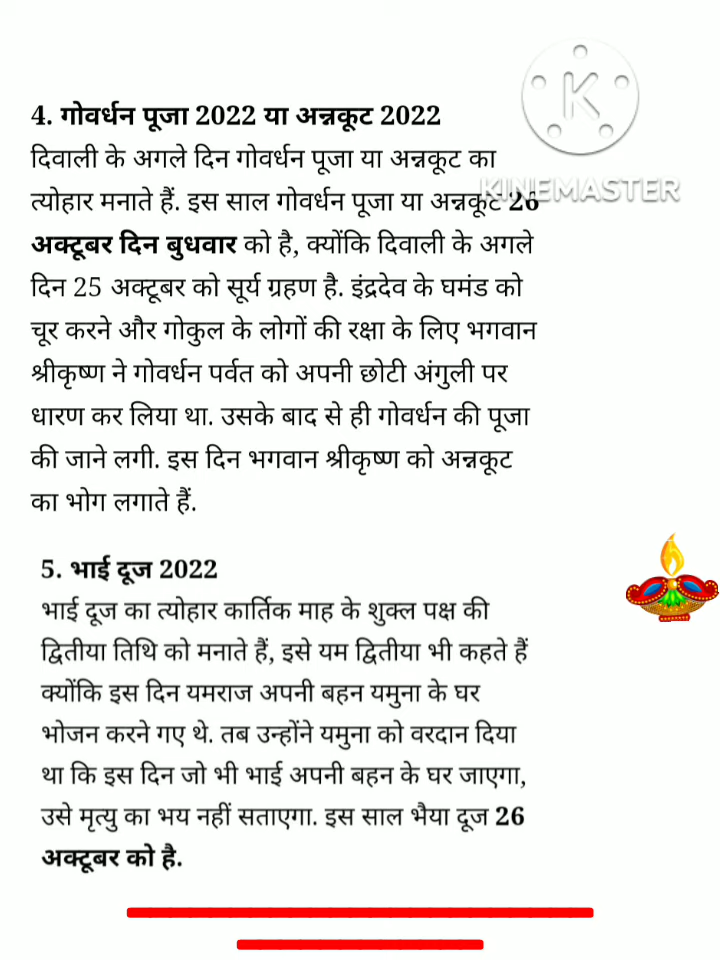 4. गोवर्धन पूजा 2022 या अन्नकूट 2022
दिवाली के अगले दिन गोवर्धन पूजा या अन्नकूट का
त्योहार मनाते हैं. इस साल गोवर्धन पूजा या अन्नकूट 26
KINEMASTER
अक्टूबर दिन बुधवार को है, क्योंकि दिवाली के अगले
दिन 25 अक्टूबर को सूर्य ग्रहण है. इंद्रदेव के घमंड को
चूर करने और गोकुल के लोगों की रक्षा के लिए भगवान
श्रीकृष्ण ने गोवर्धन पर्वत को अपनी छोटी अंगुली पर
धारण कर लिया था. उसके बाद से ही गोवर्धन की पूजा
की जाने लगी. इस दिन भगवान श्रीकृष्ण को अन्नकूट
का भोग लगाते हैं.
5. भाई दूज 2022
भाई दूज का त्योहार कार्तिक माह के शुक्ल पक्ष की
द्वितीया तिथि को मनाते हैं, इसे यम द्वितीया भी कहते हैं
क्योंकि इस दिन यमराज अपनी बहन यमुना के घर
भोजन करने गए थे. तब उन्होंने यमुना को वरदान दिया
था कि इस दिन जो भी भाई अपनी बहन के घर जाएगा,
उसे मृत्यु का भय नहीं सताएगा. इस साल भैया दूज 26
अक्टूबर को है.